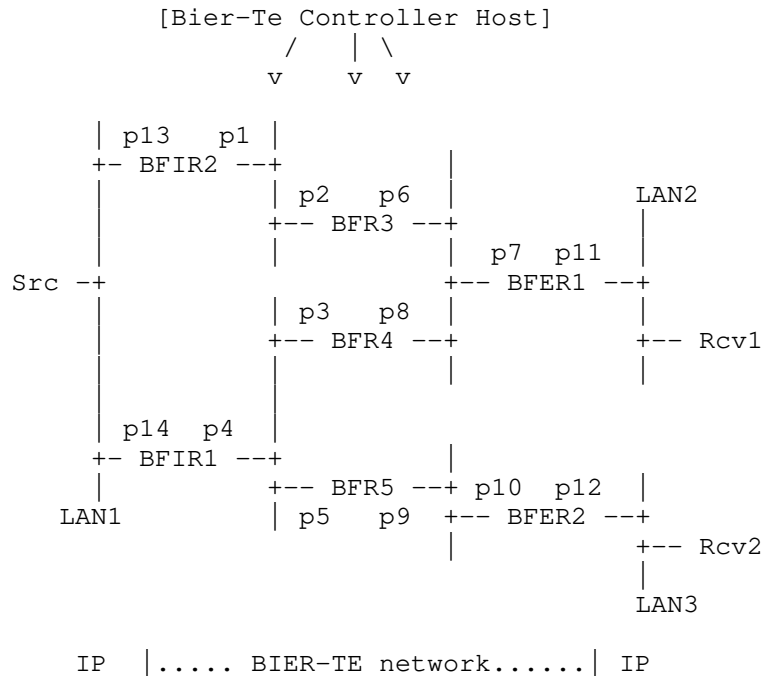 [Bier-Te Controller Host]
/ | \
v v v
| p13 p1 |
+- BFIR2 --+ |
| | p2 p6 | LAN2
| +-- BFR3 --+ |
| | | p7 p11 |
Src -+ +-- BFER1 --+
| | p3 p8 | |
| +-- BFR4 --+ +-- Rcv1
| | | |
| |
| p14 p4 |
+- BFIR1 --+ |
| +-- BFR5 --+ p10 p12 |
LAN1 | p5 p9 +-- BFER2 --+
| +-- Rcv2
|
LAN3
IP |..... BIER-TE network......| IP